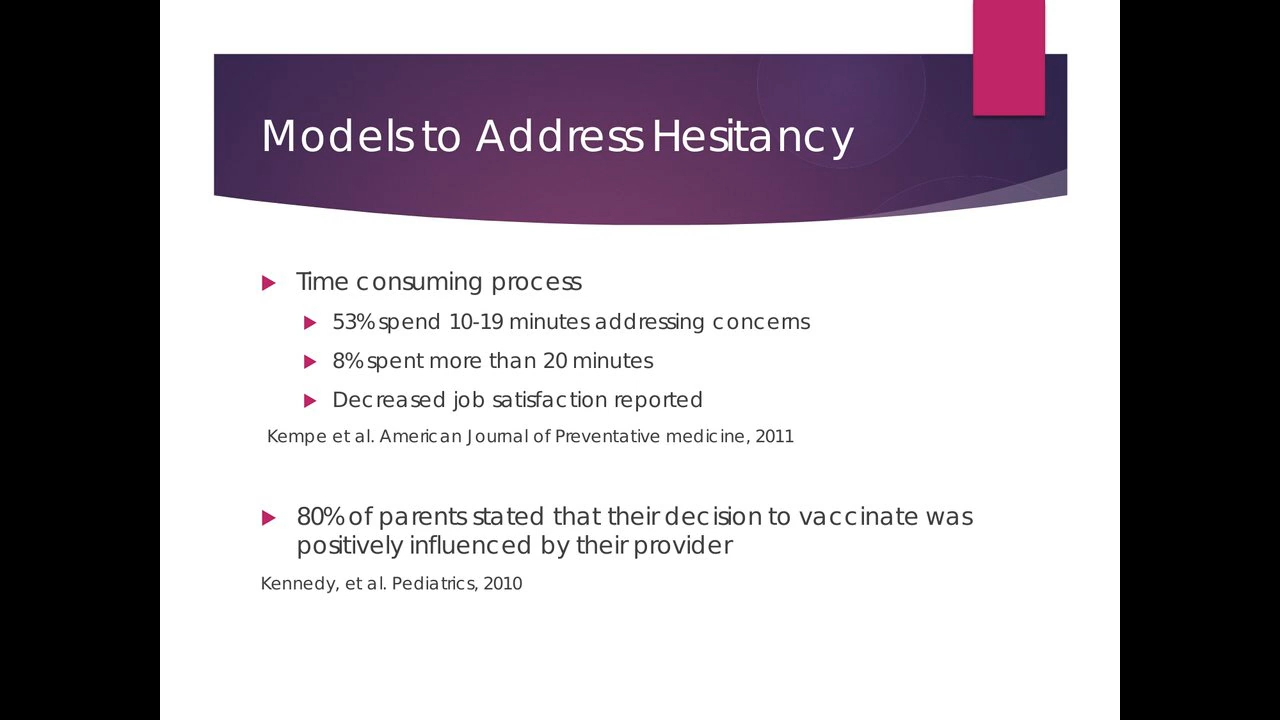 Models to Address Hesitancy
Time consuming process
53% spend 10-19 minutes addressing concerns
8% spent more than 20 minutes
Decreased job satisfaction reported
Kempe et al. American Journal of Preventative medicine, 2011
80% of parents stated that their decision to vaccinate was
positively influenced by their provider
Kennedy, et al. Pediatrics, 2010